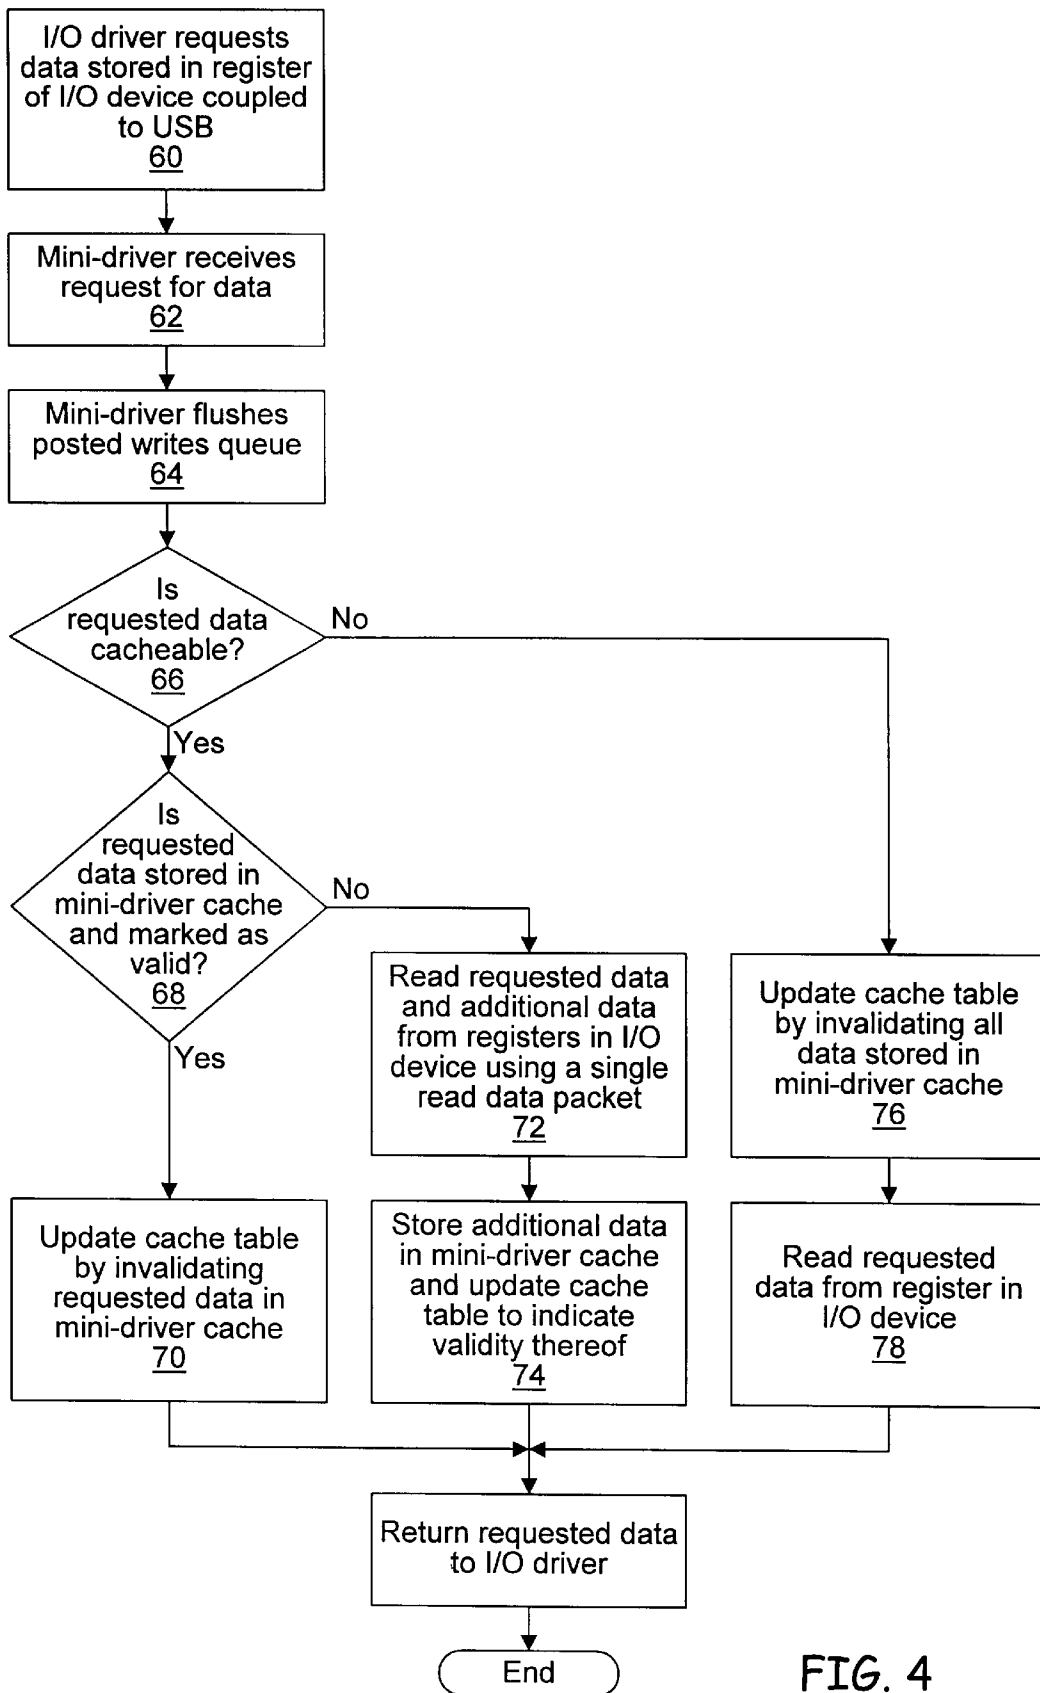 I/O driver requests
data stored in register
of I/O device coupled
to USB
60
Mini-driver receives
request for data
62
Mini-driver flushes
posted writes queue
64
Is
requested data
cacheable?
66
No
Yes
Is
requested
data stored in
mini-driver cache
and marked as
valid?
68
No
Yes
Read requested data
and additional data
from registers in I/O
device using a single
read data packet
72
Update cache table
by invalidating all
data stored in
mini-driver cache
76
Update cache table
by invalidating
requested data in
mini-driver cache
70
Store additional data
in mini-driver cache
and update cache
table to indicate
validity thereof
74
Read requested
data from register in
I/O device
78
Return requested data
to I/O driver
End
FIG. 4